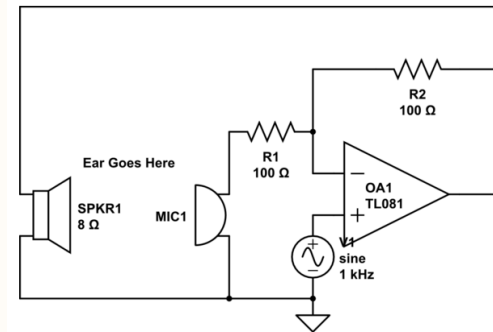 R2
100 Ω
Ear Goes Here
R1
100 Ω
SPKR1
8 Ω
MIC1
−
OA1
TL081
+
V1
+
−
sine
1 kHz